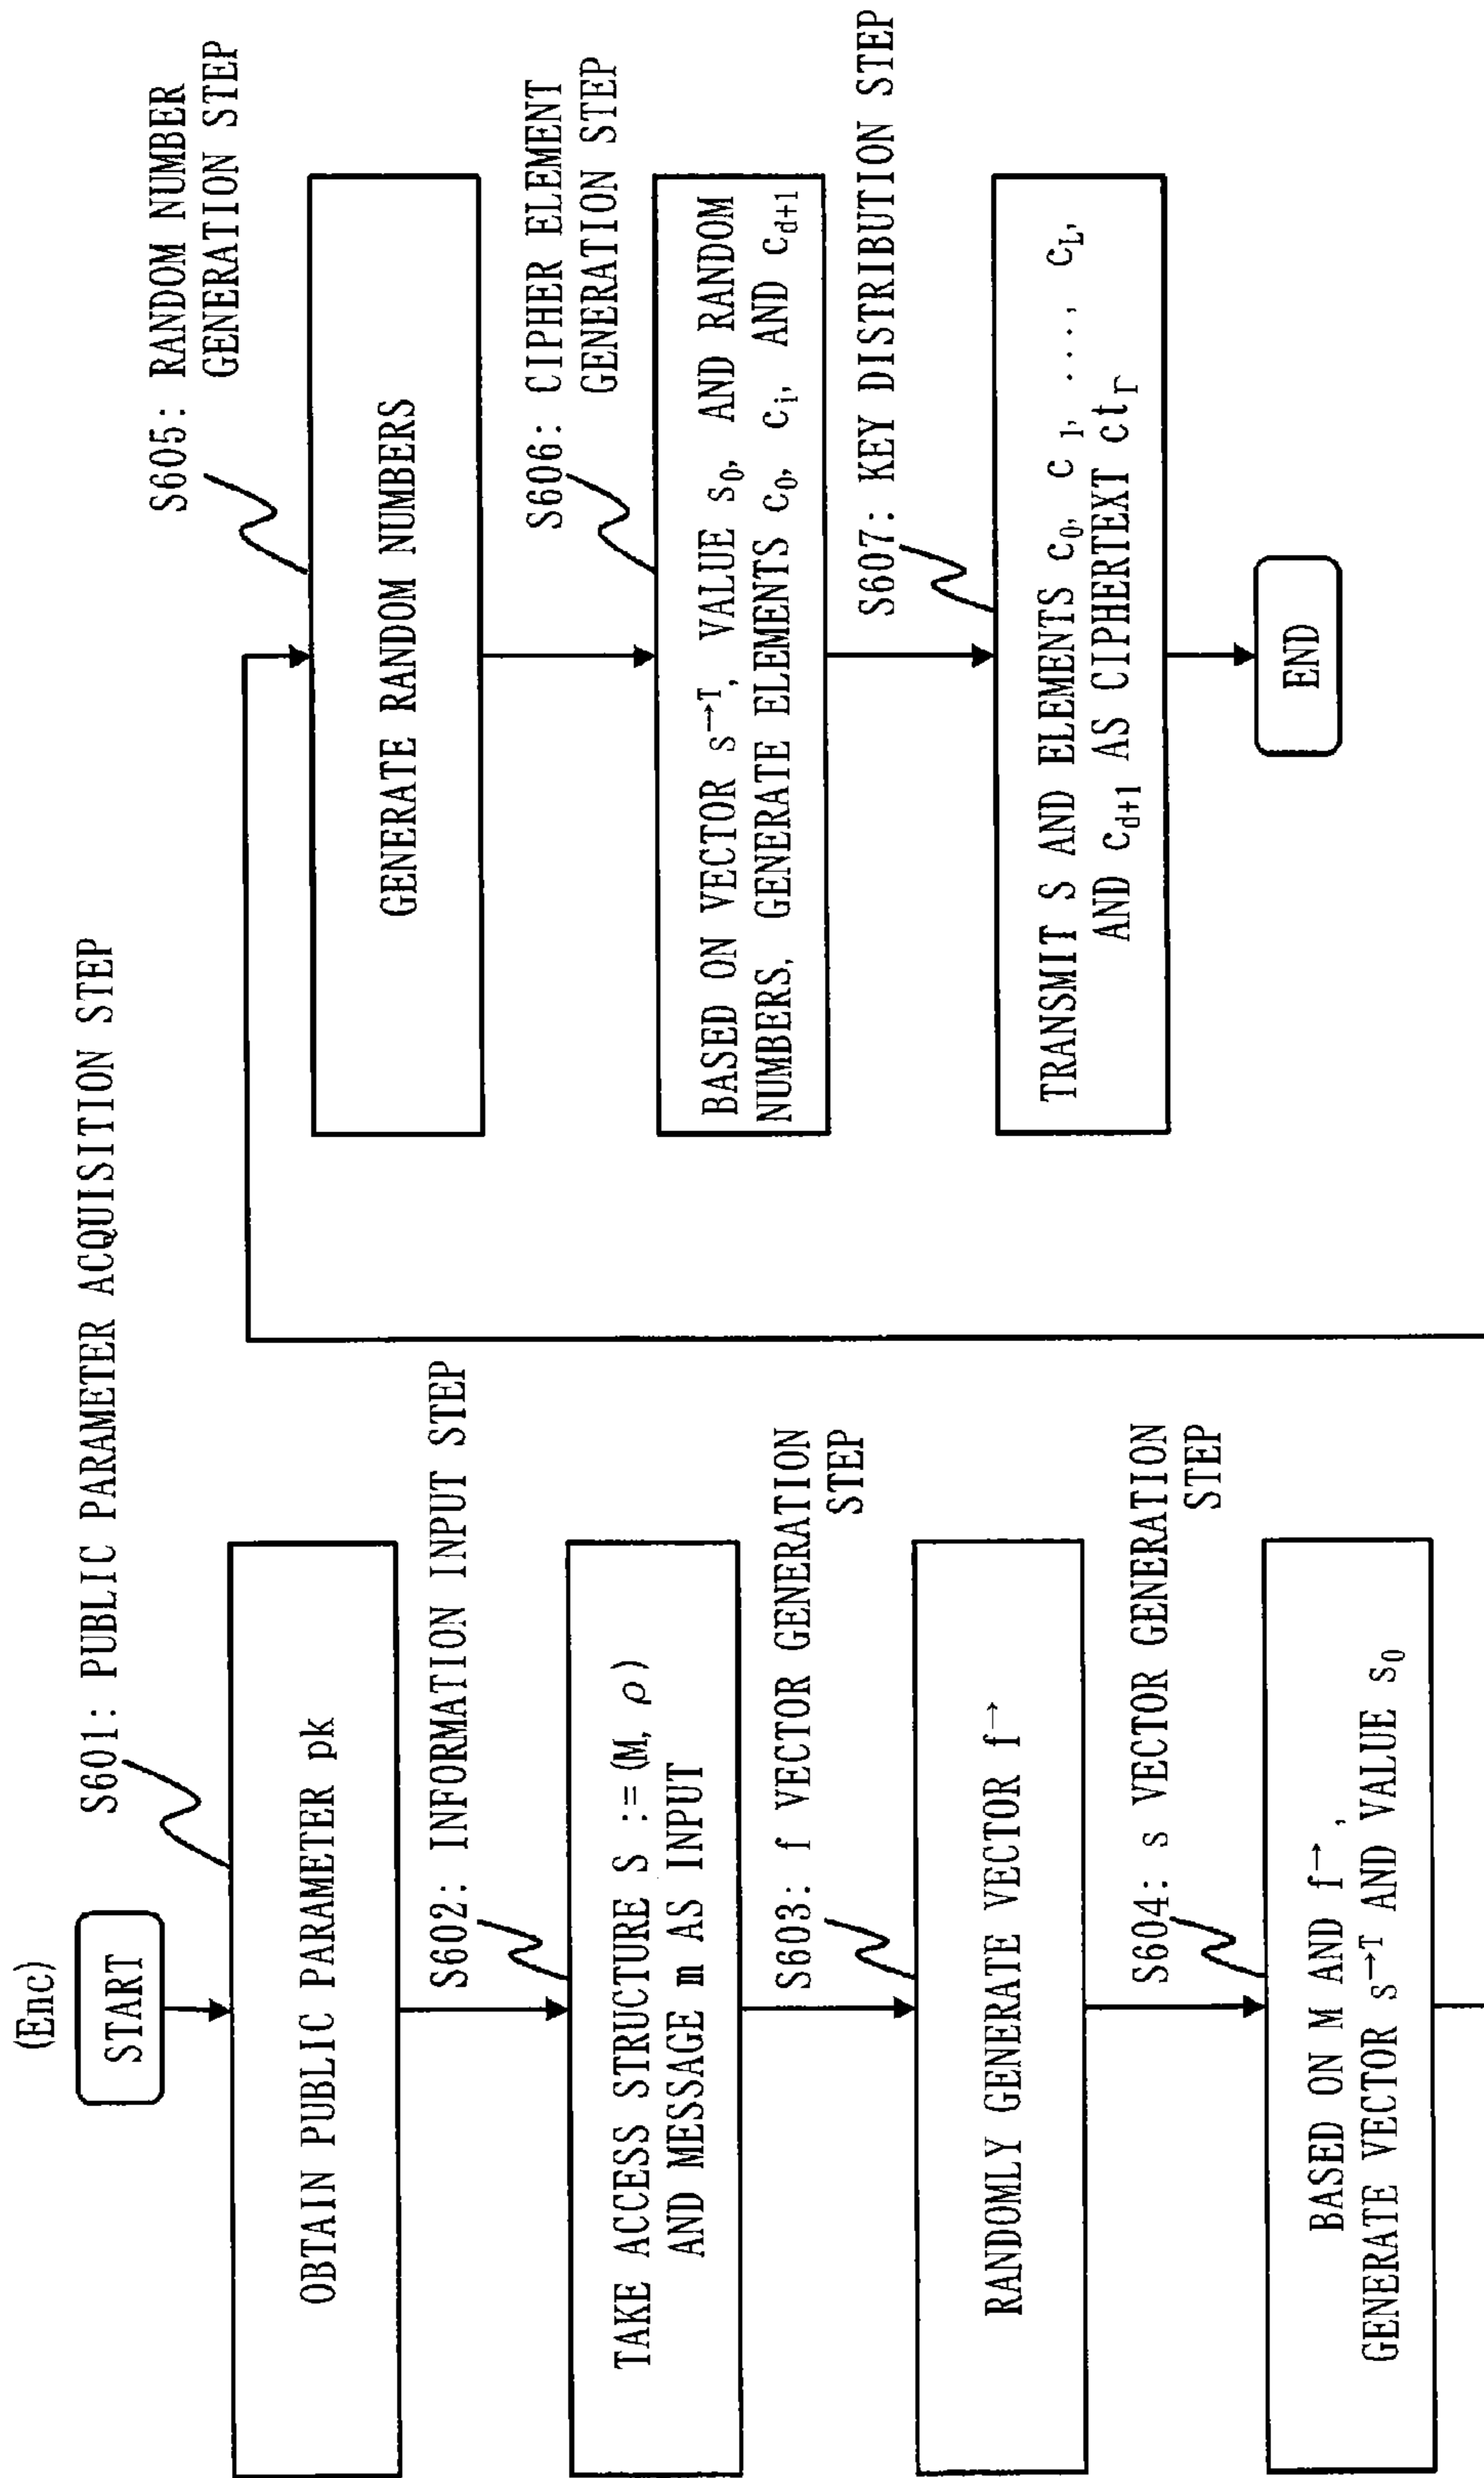 (Enc)
START
S601: PUBLIC PARAMETER ACQUISITION STEP
OBTAIN PUBLIC PARAMETER pk
S602: INFORMATION INPUT STEP
TAKE ACCESS STRUCTURE S :=(M, ρ)
AND MESSAGE m AS INPUT
S603: f VECTOR GENERATION
STEP
RANDOMLY GENERATE VECTOR f→
S604: s VECTOR GENERATION
STEP
BASED ON M AND f→,
GENERATE VECTOR s→T AND VALUE s0
S605: RANDOM NUMBER
GENERATION STEP
GENERATE RANDOM NUMBERS
S606: CIPHER ELEMENT
GENERATION STEP
BASED ON VECTOR s→T, VALUE s0, AND RANDOM
NUMBERS, GENERATE ELEMENTS c0, ci, AND cd+1
S607: KEY DISTRIBUTION STEP
TRANSMIT S AND ELEMENTS c0, c1, ...., cL,
AND cd+1 AS CIPHERTEXT ctΓ
END